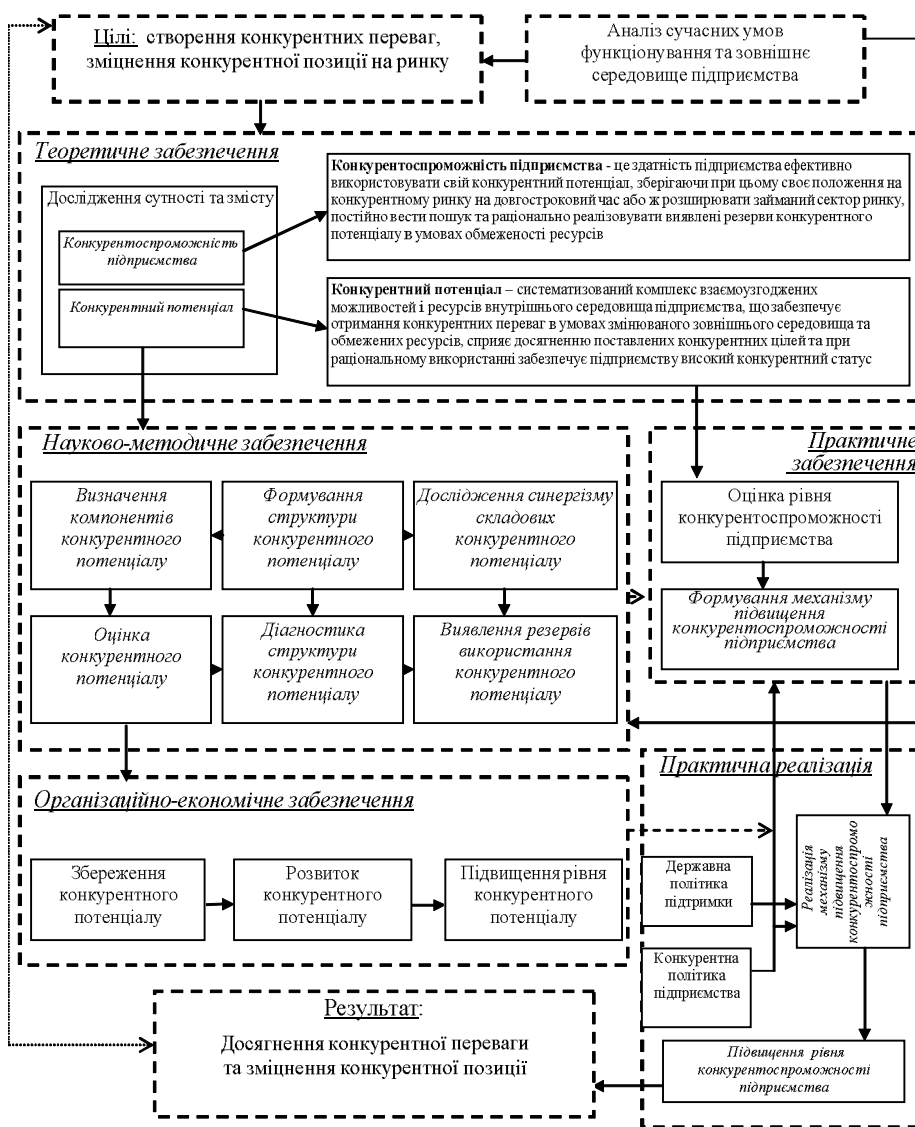 Цілі: створення конкурентних переваг,
зміцнення конкурентної позиції на ринку
Аналіз сучасних умов
функціонування та зовнішнє
середовище підприємства
Теоретичне забезпечення
Дослідження сутності та змісту
Конкурентоспроможність
підприємства
Конкурентний потенціал
Конкурентоспроможність підприємства - це здатність підприємства ефективно
використовувати свій конкурентний потенціал, зберігаючи при цьому своє положення на
конкурентному ринку на довгостроковий час або ж розширювати займаний сектор ринку,
постійно вести пошук та раціонально реалізовувати виявлені резерви конкурентного
потенціалу в умовах обмеженості ресурсів
Конкурентний потенціал – систематизований комплекс взаємоузгоджених
можливостей і ресурсів внутрішнього середовища підприємства, що забезпечує
отримання конкурентних переваг в умовах змінюваного зовнішнього середовища та
обмежених ресурсів, сприяє досягненню поставлених конкурентних цілей та при
раціональному використанні забезпечує підприємству високий конкурентний статус
Науково-методичне забезпечення
Визначення
компонентів
конкурентного
потенціалу
Формування
структури
конкурентного
потенціалу
Дослідження синергізму
складових
конкурентного
потенціалу
Оцінка
конкурентного
потенціалу
Діагностика
структури
конкурентного
потенціалу
Виявлення резервів
використання
конкурентного
потенціалу
Практичне
забезпечення
Оцінка рівня
конкурентоспроможності
підприємства
Формування механізму
підвищення
конкурентоспроможності
підприємства
Організаційно-економічне забезпечення
Збереження
конкурентного
потенціалу
Розвиток
конкурентного
потенціалу
Підвищення рівня
конкурентного
потенціалу
Практична реалізація
Державна
політика
підтримки
Конкурентна
політика
підприємства
Реалізація
механізму
підвищення
конкурентоспромо
жності
підприємства
Підвищення рівня
конкурентоспроможності
підприємства
Результат:
Досягнення конкурентної переваги
та зміцнення конкурентної позиції